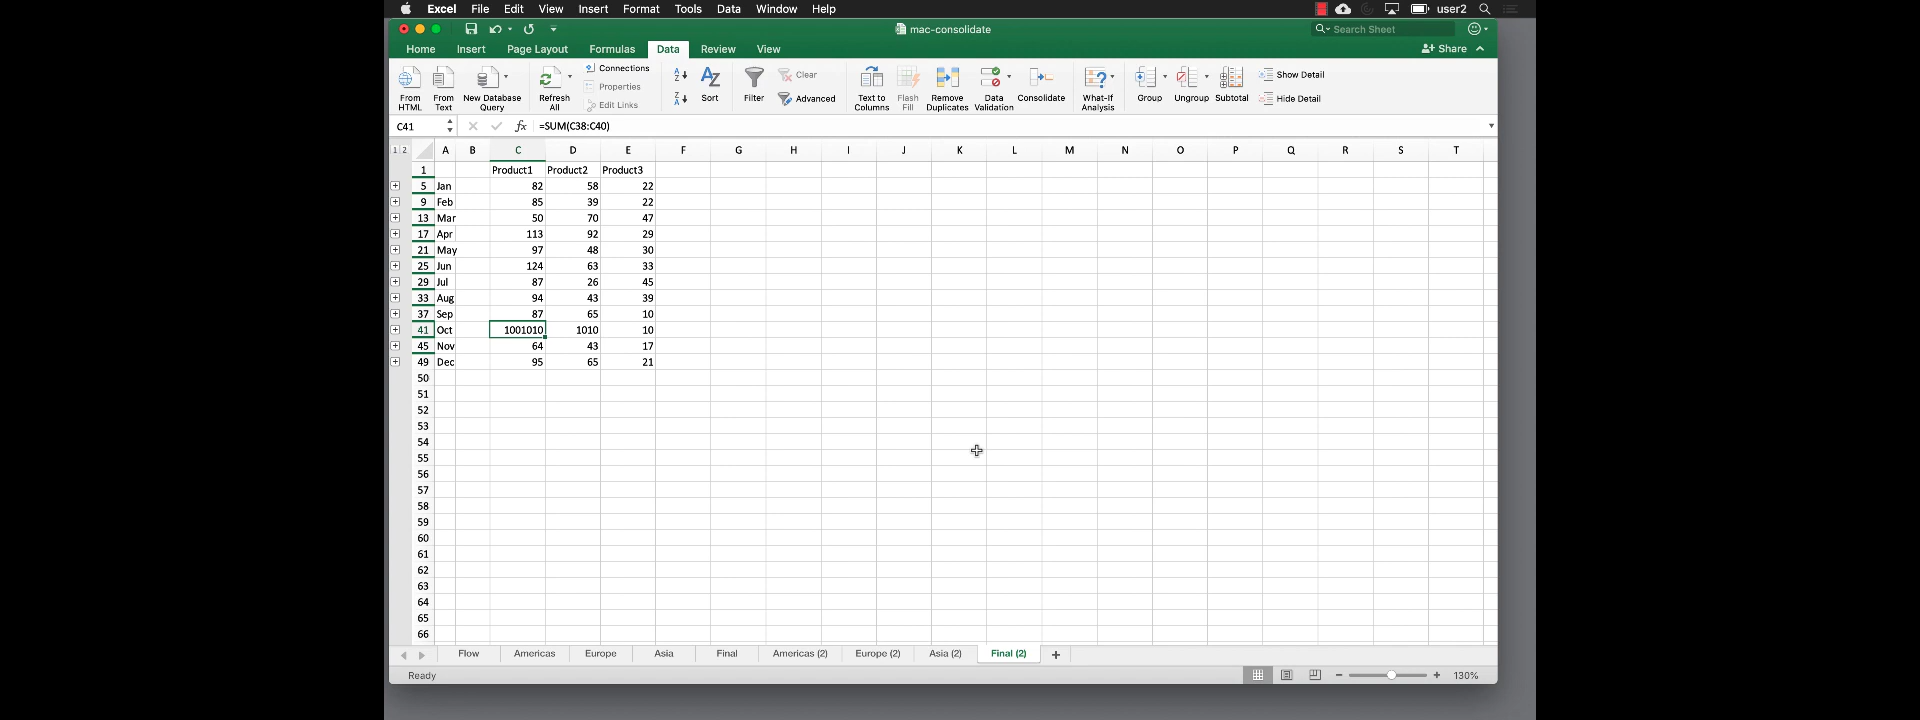 Excel File Edit View Insert Format Tools Data Window Help user2
mac-consolidate Search Sheet
Home Insert Page Layout Formulas Data Review View Share
From HTML
From Text
New Database Query
Refresh All
Connections
Properties
Edit Links
Sort
Filter
Clear
Advanced
Text to Columns
Flash Fill
Remove Duplicates
Data Validation
Consolidate
What-If Analysis
Group
Ungroup
Subtotal
Show Detail
Hide Detail
C41 fx =SUM(C38:C40)
1 2 A B C D E F G H I J K L M N O P Q R S T
1 Product1 Product2 Product3
5 Jan 82 58 22
9 Feb 85 39 22
13 Mar 50 70 47
17 Apr 113 92 29
21 May 97 48 30
25 Jun 124 63 33
29 Jul 87 26 45
33 Aug 94 43 39
37 Sep 87 65 10
41 Oct 1001010 1010 10
45 Nov 64 43 17
49 Dec 95 65 21
50
51
52
53
54
55
56
57
58
59
60
61
62
63
64
65
66
Flow Americas Europe Asia Final Americas (2) Europe (2) Asia (2) Final (2)
Ready 130%